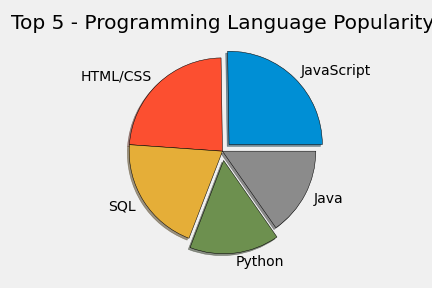 Top 5 - Programming Language Popularity
JavaScript
HTML/CSS
SQL
Java
Python